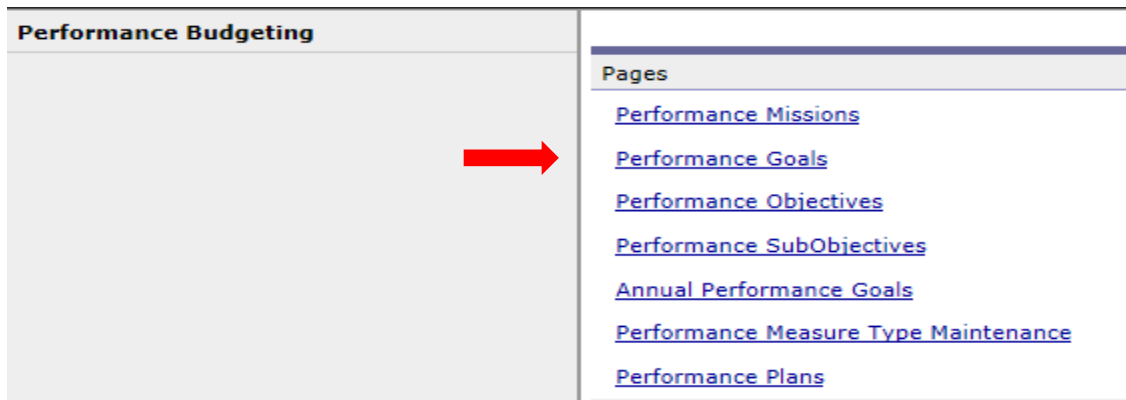 Performance Budgeting
Pages
Performance Missions
Performance Goals
Performance Objectives
Performance SubObjectives
Annual Performance Goals
Performance Measure Type Maintenance
Performance Plans